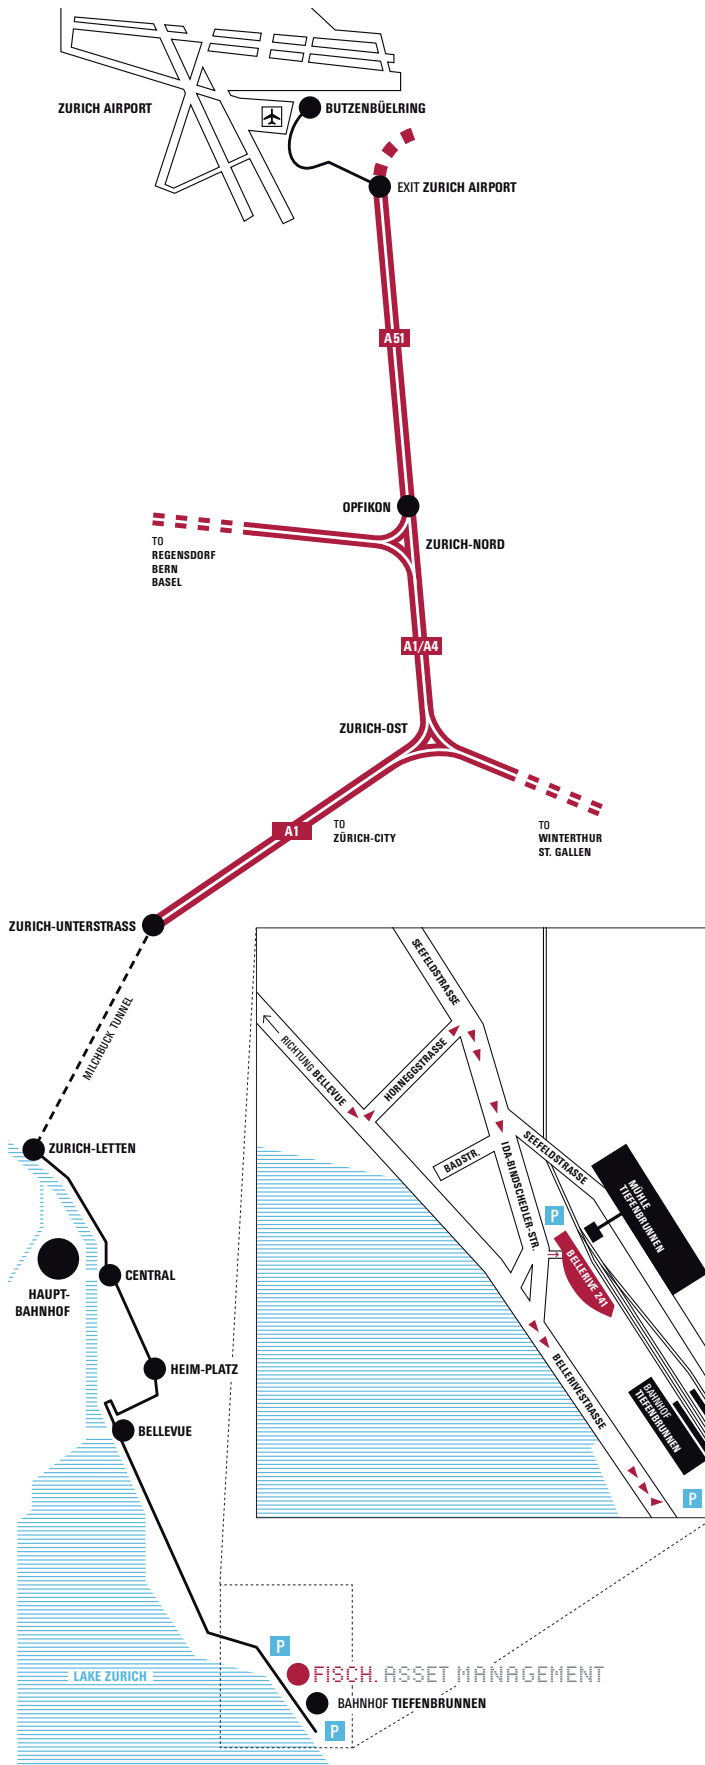 ZURICH AIRPORT
BUTZENBÜELRING
EXIT ZURICH AIRPORT
A51
OPFIKON
ZURICH-NORD
TO
REGENSDORF
BERN
BASEL
A1/A4
ZURICH-OST
A1
TO
ZÜRICH-CITY
TO
WINTERTHUR
ST. GALLEN
ZURICH-UNTERSTRASS
MILCHBUCK TUNNEL
ZURICH-LETTEN
HAUPT-
BAHNHOF
CENTRAL
HEIM-PLATZ
BELLEVUE
SEEFELDSTRASSE
RICHTUNG BELLEVUE
HORNEGGSTRASSE
BADSTR.
IDA-BINDSCHEDLER-STR.
SEEFELDSTRASSE
MÜHLE
TIEFENBRUNNEN
P
BELLERIVE 241
BELLERIVESTRASSE
BAHNHOF
TIEFENBRUNNEN
P
P
LAKE ZURICH
FISCH. ASSET MANAGEMENT
BAHNHOF TIEFENBRUNNEN
P